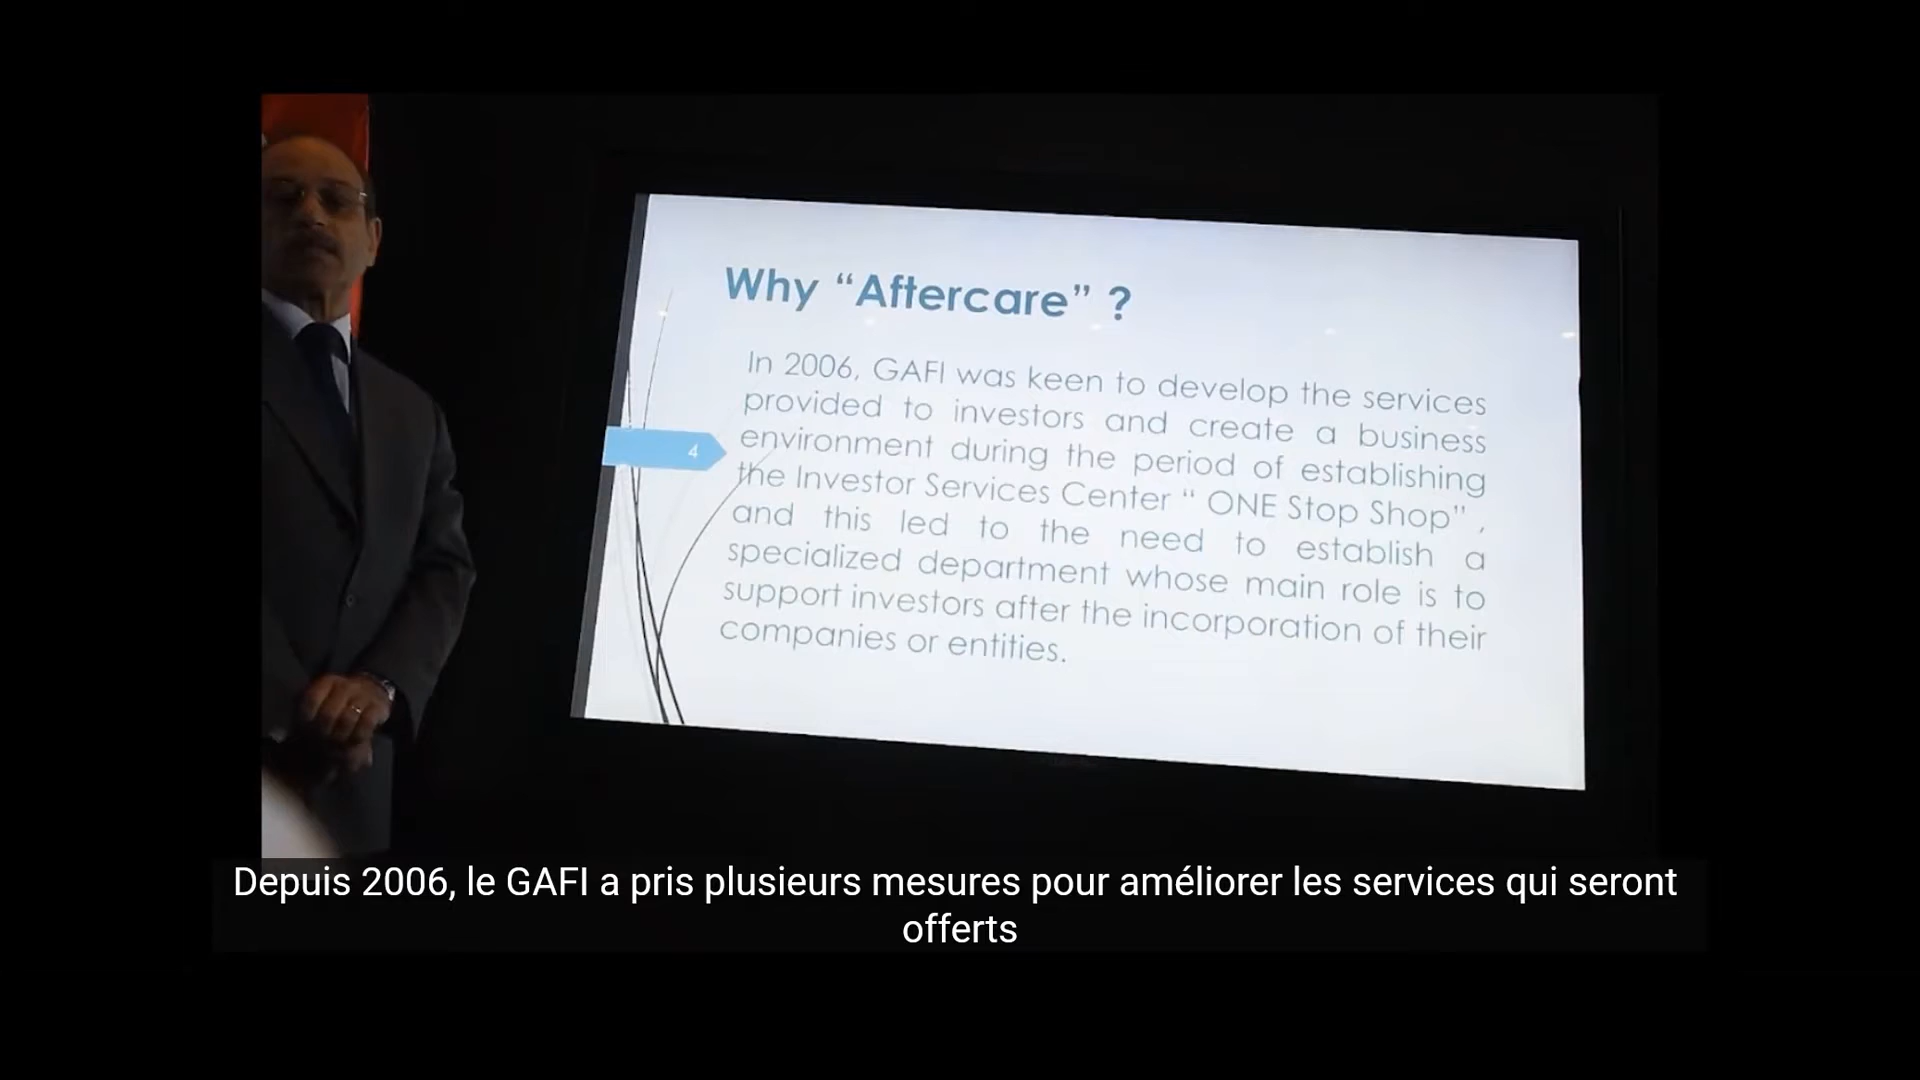 Why “Aftercare” ?
In 2006, GAFI was keen to develop the services
provided to investors and create a business
environment during the period of establishing
the Investor Services Center “ ONE Stop Shop” ,
and this led to the need to establish a
specialized department whose main role is to
support investors after the incorporation of their
companies or entities.
4
Depuis 2006, le GAFI a pris plusieurs mesures pour améliorer les services qui seront
offerts